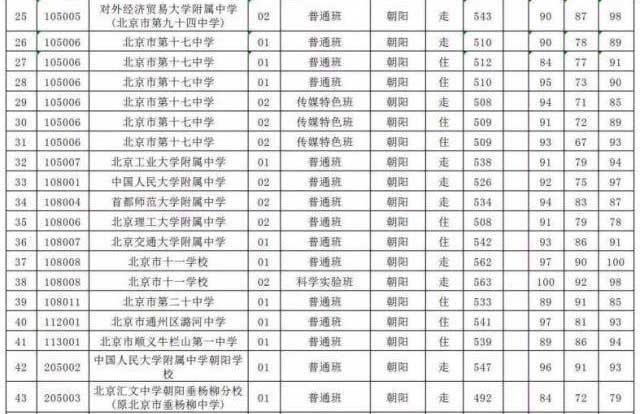 25 105005 对外经济贸易大学附属中学 02 普通班 朝阳 走 543 90 87 98
(北京市第九十四中学)
26 105006 北京市第十七中学 01 普通班 朝阳 走 510 90 78 89
27 105006 北京市第十七中学 01 普通班 朝阳 住 512 84 77 91
28 105006 北京市第十七中学 01 普通班 朝阳 住 510 95 73 90
29 105006 北京市第十七中学 02 传媒特色班 朝阳 走 508 94 71 85
30 105006 北京市第十七中学 02 传媒特色班 朝阳 住 509 91 72 89
31 105006 北京市第十七中学 02 传媒特色班 朝阳 住 509 93 67 93
32 105007 北京工业大学附属中学 01 普通班 朝阳 走 538 91 79 94
33 108001 中国人民大学附属中学 02 普通班 朝阳 走 526 92 75 97
34 108004 首都师范大学附属中学 02 普通班 朝阳 走 534 94 83 87
35 108006 北京理工大学附属中学 02 普通班 朝阳 住 508 91 79 78
36 108007 北京交通大学附属中学 01 普通班 朝阳 住 542 93 86 91
37 108008 北京市十一学校 01 普通班 朝阳 走 562 97 90 100
38 108008 北京市十一学校 02 科学实验班 朝阳 走 563 100 92 98
39 108011 北京市第二十中学 01 普通班 朝阳 住 533 89 91 85
40 112001 北京市通州区潞河中学 01 普通班 朝阳 住 541 97 81 93
41 113001 北京市顺义牛栏山第一中学 01 普通班 朝阳 住 539 89 86 94
42 205002 中国人民大学附属中学朝阳学 01 普通班 朝阳 走 547 96 91 93
校
43 205003 北京汇文中学朝阳垂杨柳分校 01 普通班 朝阳 走 492 84 72 79
(原北京市垂杨柳中学)